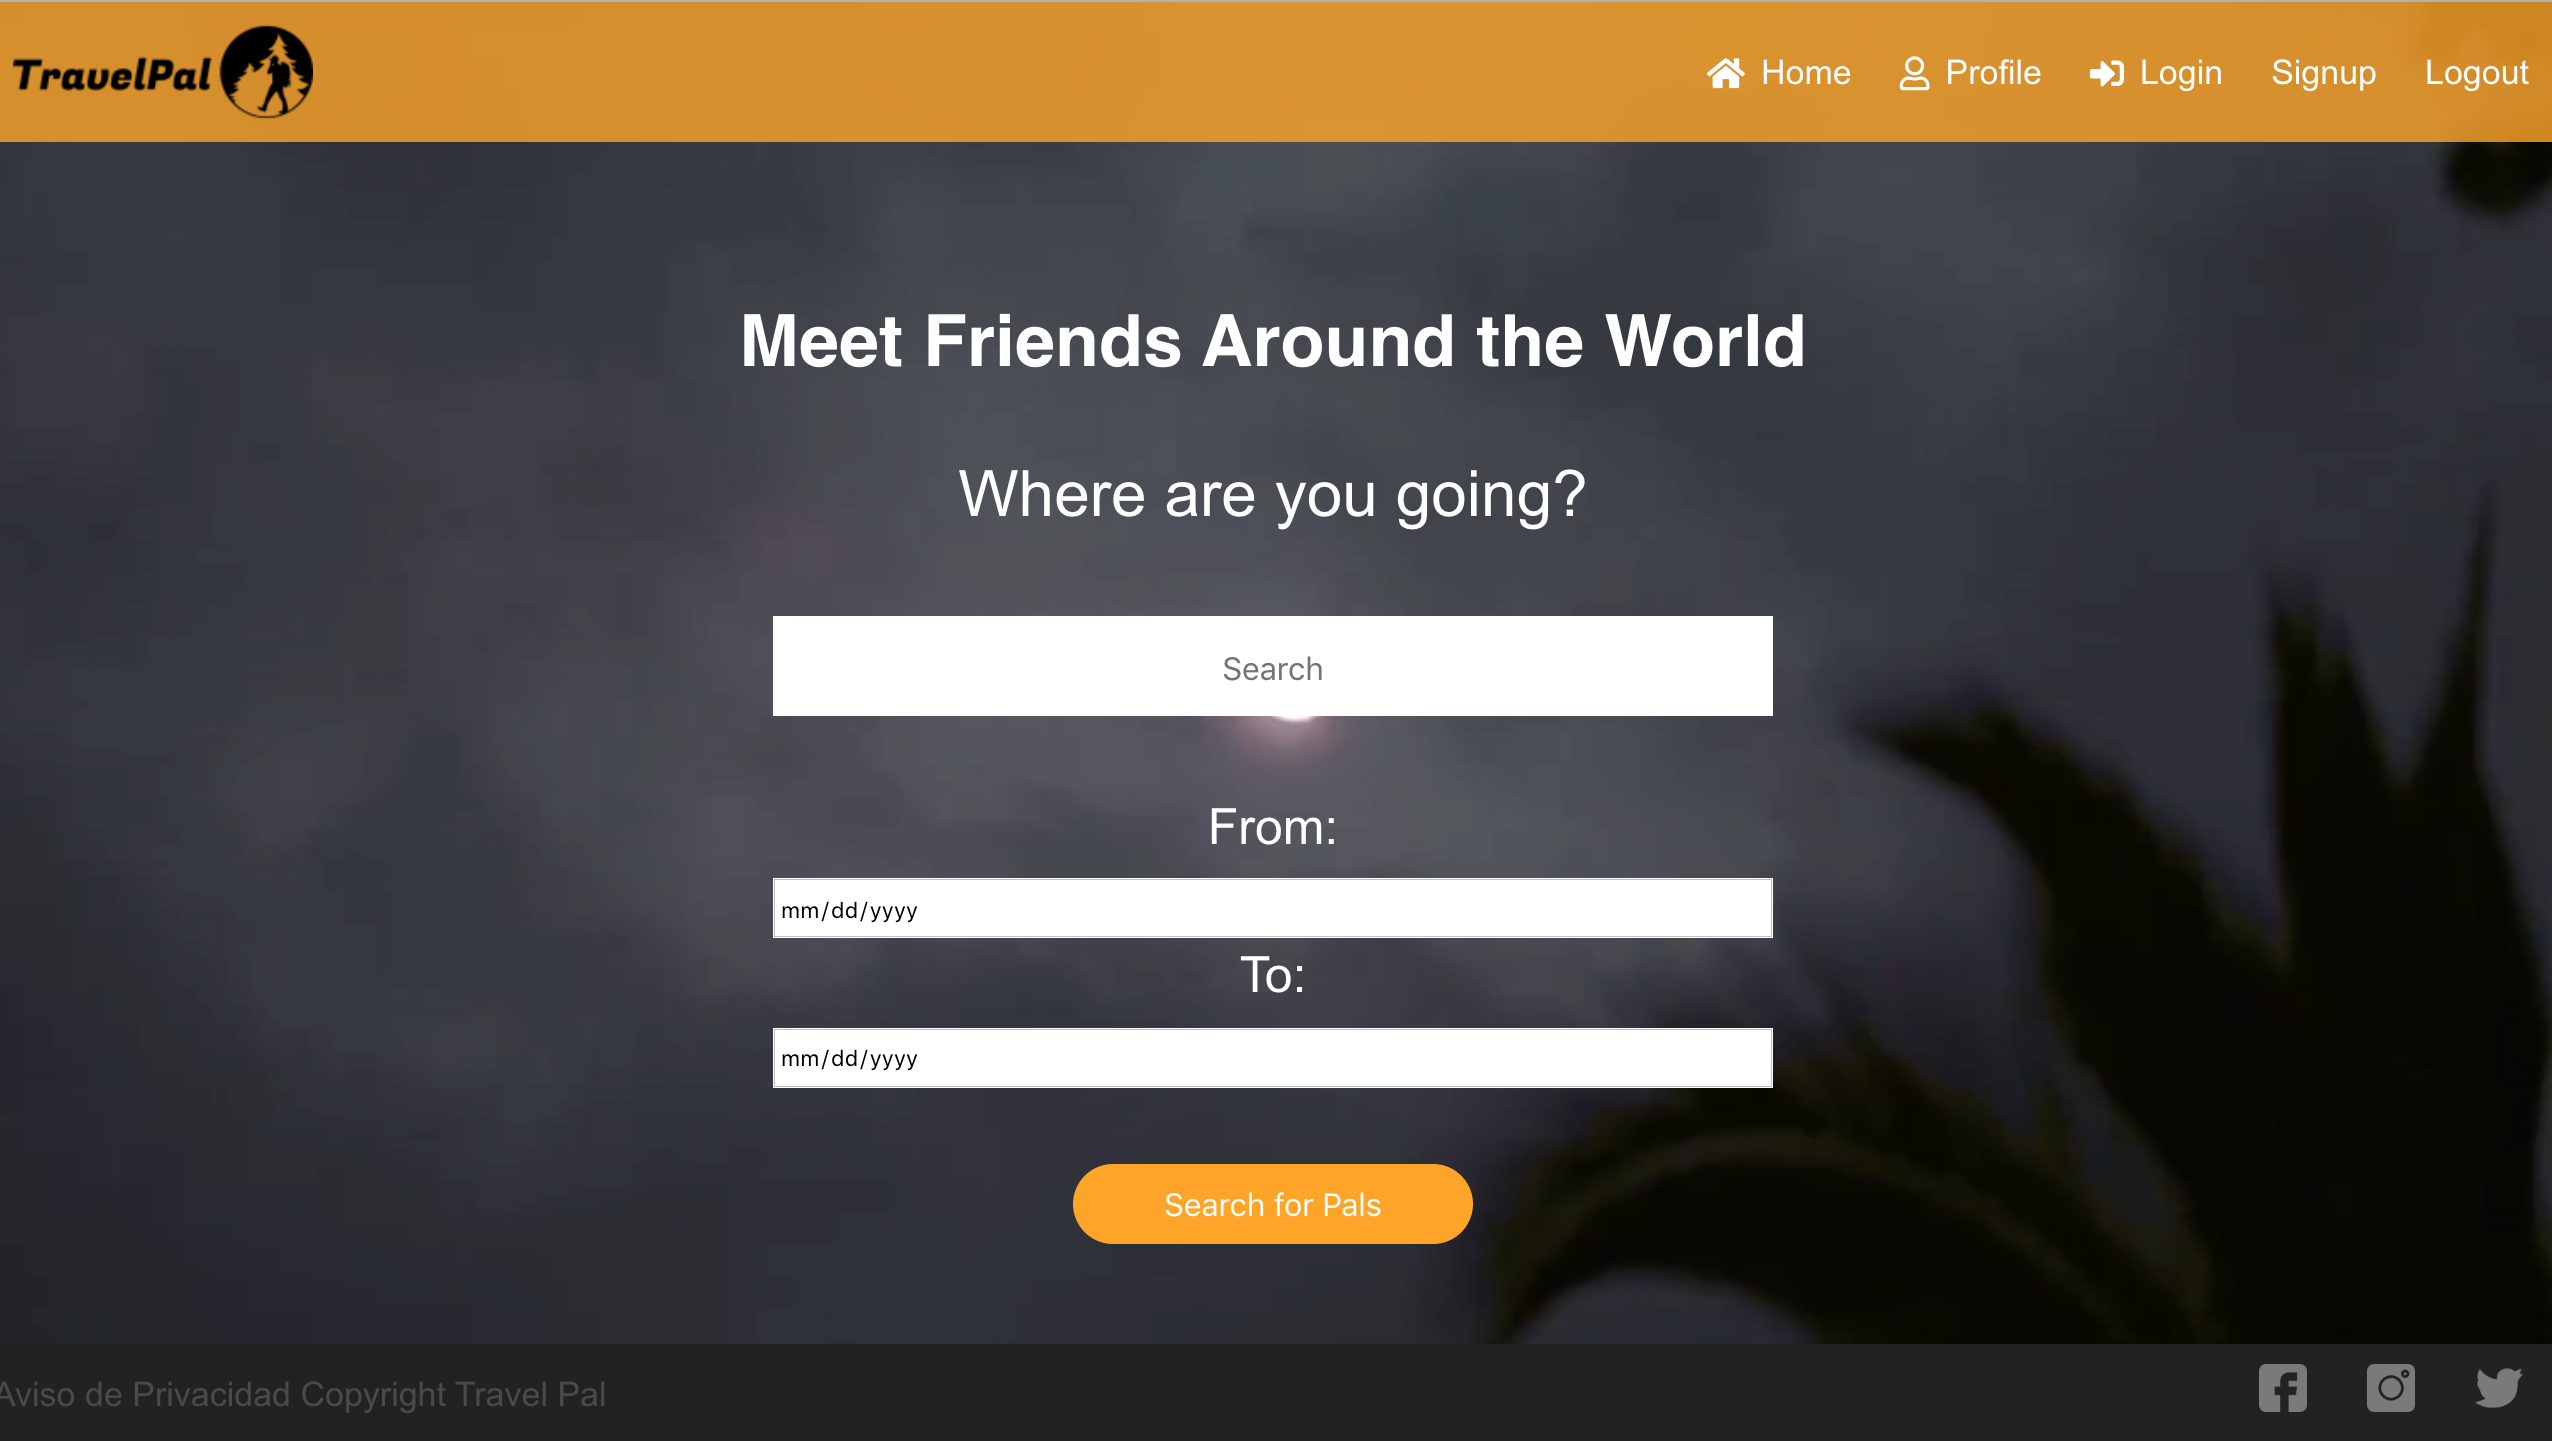 TravelPal
Home Profile Login Signup Logout
Meet Friends Around the World
Where are you going?
Search
From:
mm/dd/yyyy
To:
mm/dd/yyyy
Search for Pals
Aviso de Privacidad Copyright Travel Pal